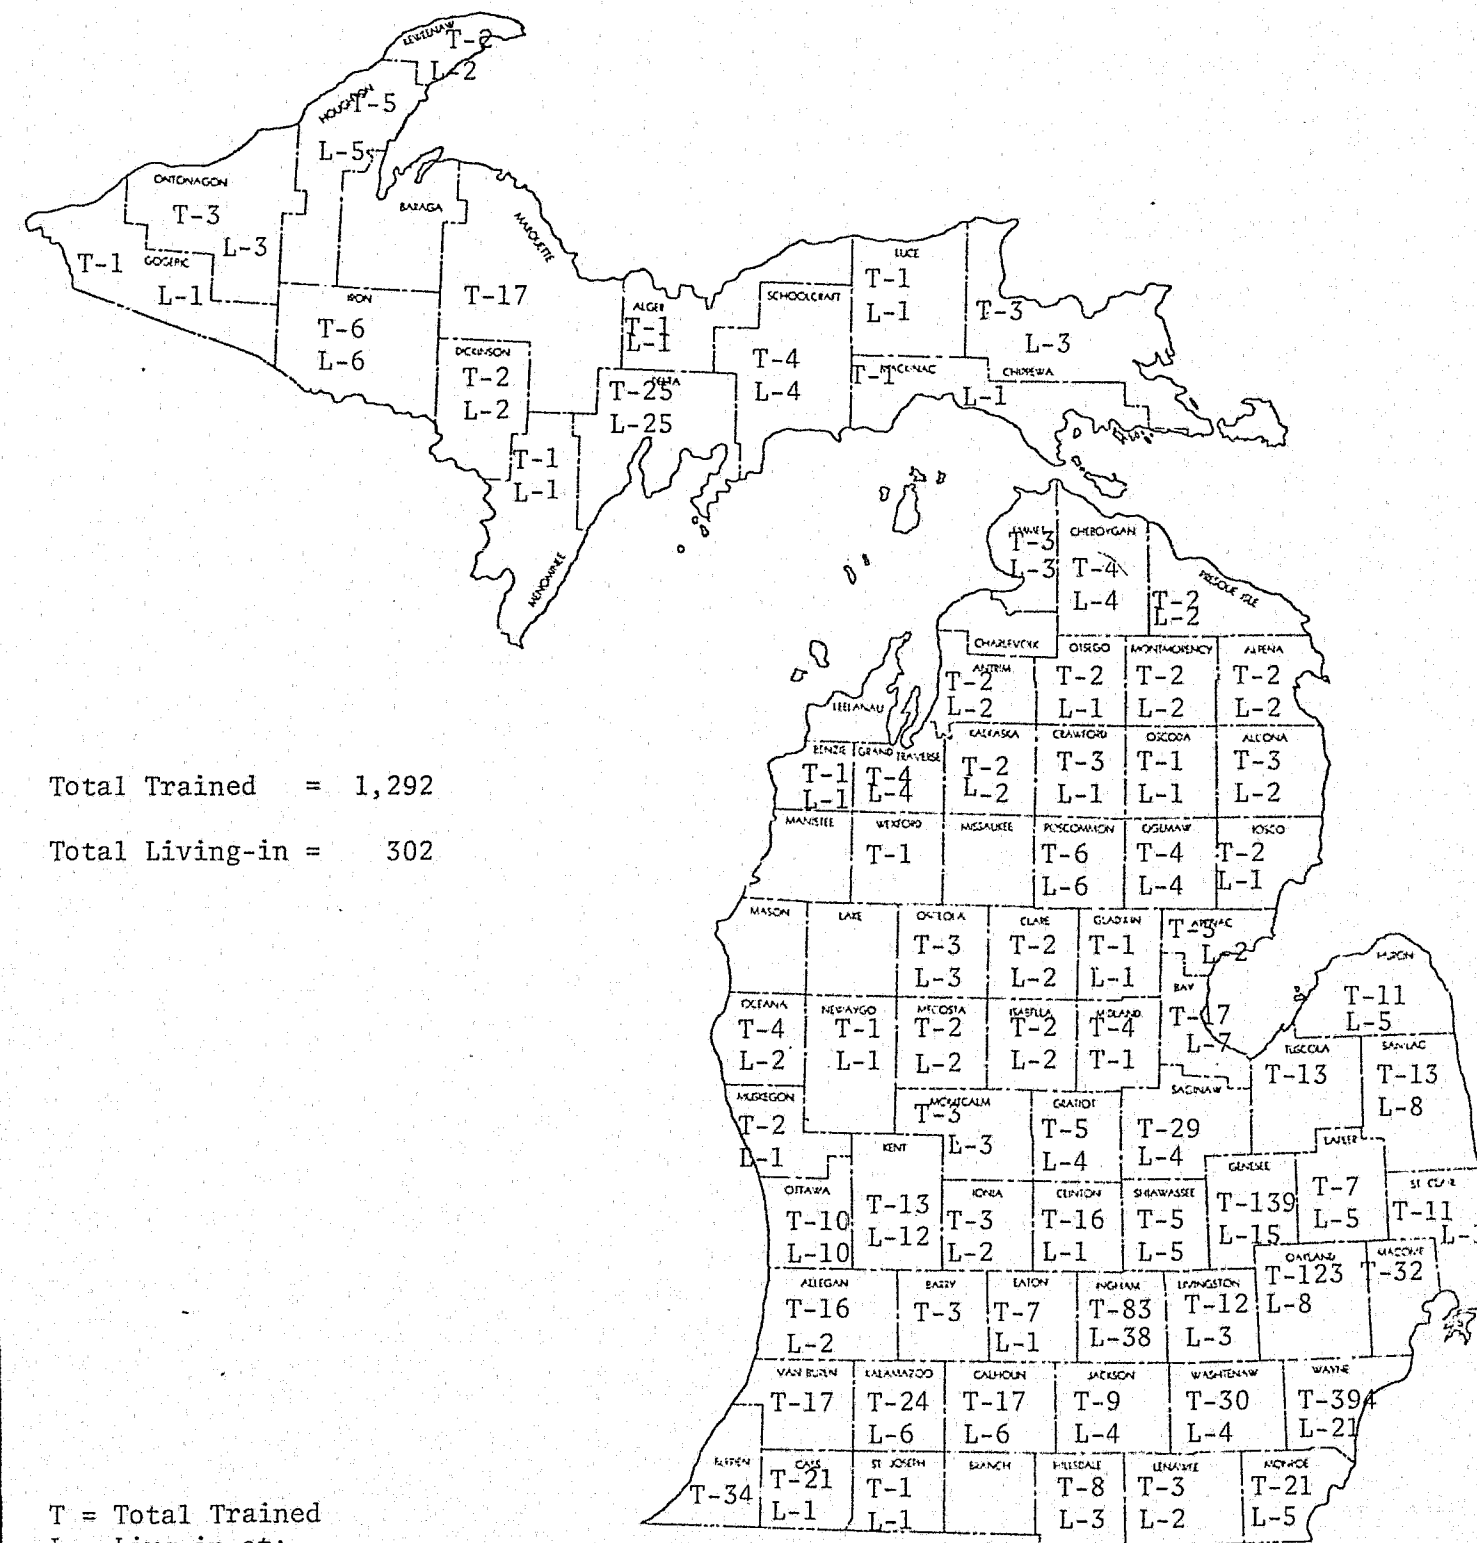 KEWEENAW
T-2
L-2
HOUGHTON
T-5
L-5
ONTONAGON
T-3
L-3
BARAGA
MARQUETTE
T-17
T-1
GOGEBIC
L-1
IRON
T-6
L-6
DICKINSON
T-2
L-2
ALGER
T-1
L-1
SCHOOLCRAFT
T-4
L-4
LUCE
T-1
L-1
T-3
L-3
CHIPPEWA
MACKINAC
T-1
L-1
DELTA
T-25
L-25
T-1
L-1
MENOMINEE
EMMET
T-3
L-3
CHEBOYGAN
T-4
L-4
PRESQUE ISLE
T-2
L-2
CHARLEVOIX
ANTRIM
T-2
L-2
OTSEGO
T-2
L-1
MONTMORENCY
T-2
L-2
ALPENA
T-2
L-2
LEELANAU
BENZIE
T-1
L-1
GRAND TRAVERSE
T-4
L-4
KALKASKA
T-2
L-2
CRAWFORD
T-3
L-1
OSCODA
T-1
L-1
ALCONA
T-3
L-2
Total Trained = 1,292
Total Living-in = 302
MANISTEE
WEXFORD
T-1
MISSAUKEE
ROSCOMMON
T-6
L-6
OGEMAW
T-4
L-4
IOSCO
T-2
L-1
MASON
LAKE
OSCEOLA
T-3
L-3
CLARE
T-2
L-2
GLADWIN
T-1
L-1
ARENAC
L-2
HURON
T-11
L-5
OCEANA
T-4
L-2
NEWAYGO
T-1
L-1
MECOSTA
T-2
L-2
ISABELLA
T-2
L-2
MIDLAND
T-4
T-1
BAY
T-17
L-7
TUSCOLA
T-13
SANILAC
T-13
L-8
MUSKEGON
T-2
L-1
MONTCALM
T-3
L-3
GRATIOT
T-5
L-4
SAGINAW
T-29
L-4
LAPEER
T-7
L-5
GENESEE
T-139
L-15
ST CLAIR
T-11
OTTAWA
T-10
L-10
KENT
T-13
L-12
IONIA
T-3
L-2
CLINTON
T-16
L-1
SHIAWASSEE
T-5
L-5
OAKLAND
T-123
L-8
MACOMB
T-32
ALLEGAN
T-16
L-2
BARRY
T-3
EATON
T-7
L-1
INGHAM
T-83
L-38
LIVINGSTON
T-12
L-3
VAN BUREN
T-17
KALAMAZOO
T-24
L-6
CALHOUN
T-17
L-6
JACKSON
T-9
L-4
WASHTENAW
T-30
L-4
WAYNE
T-394
L-21
BERRIEN
T-34
CASS
T-21
L-1
ST JOSEPH
T-1
L-1
BRANCH
HILLSDALE
T-8
L-3
LENAWEE
T-3
L-2
MONROE
T-21
L-5
T = Total Trained